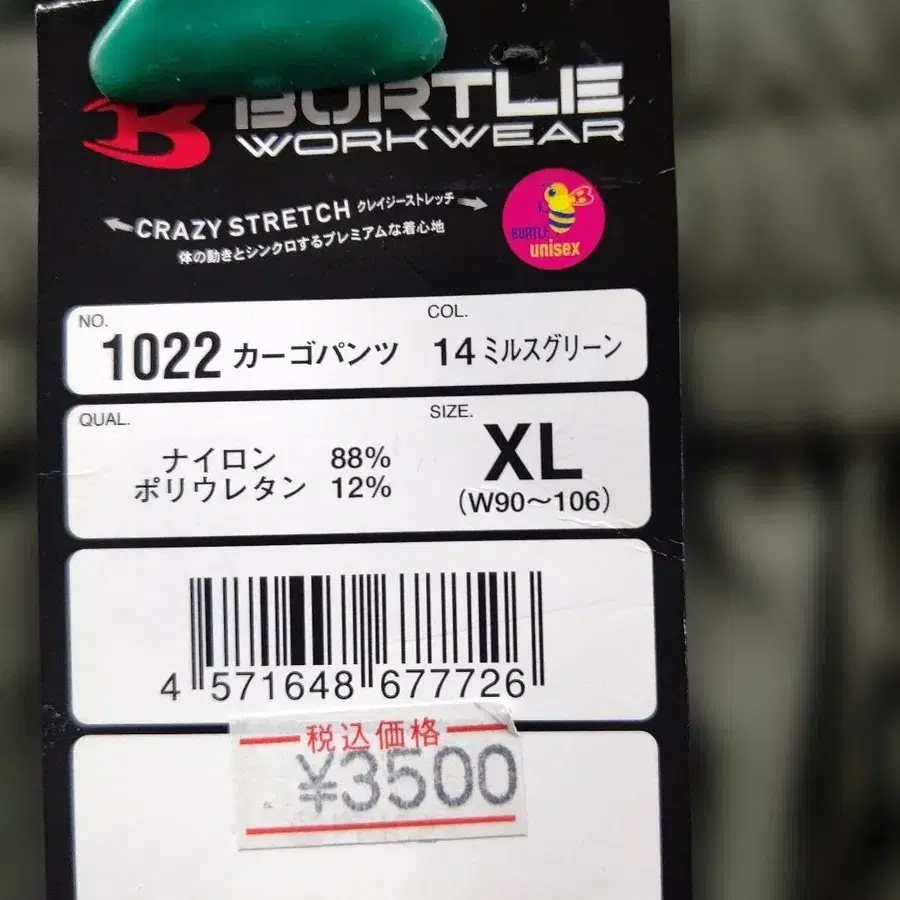 BURTLE
WORKWEAR
CRAZY STRETCH クレイジーストレッチ
体の動きとシンクロするプレミアムな着心地
B
BURTLE
unisex
NO.
1022 カーゴパンツ
COL.
14 ミルスグリーン
QUAL.
ナイロン 88%
ポリウレタン 12%
SIZE.
XL
(W90～106)
4 571648 677726
税込価格
¥3500